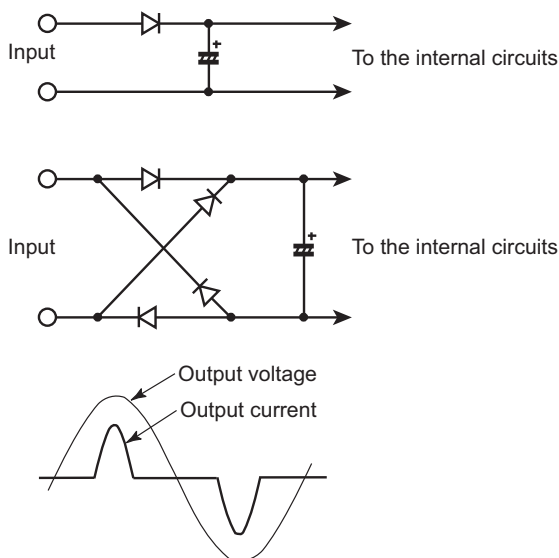 Input
To the internal circuits
Input
To the internal circuits
Output voltage
Output current